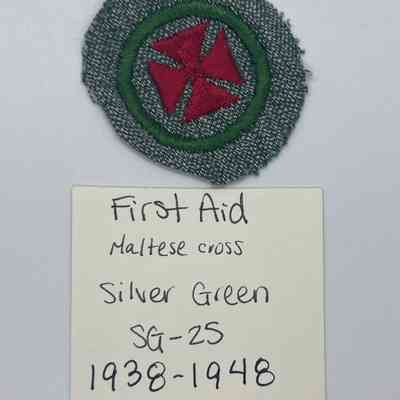 First Aid
Maltese cross
Silver Green
SG-25
1938-1948